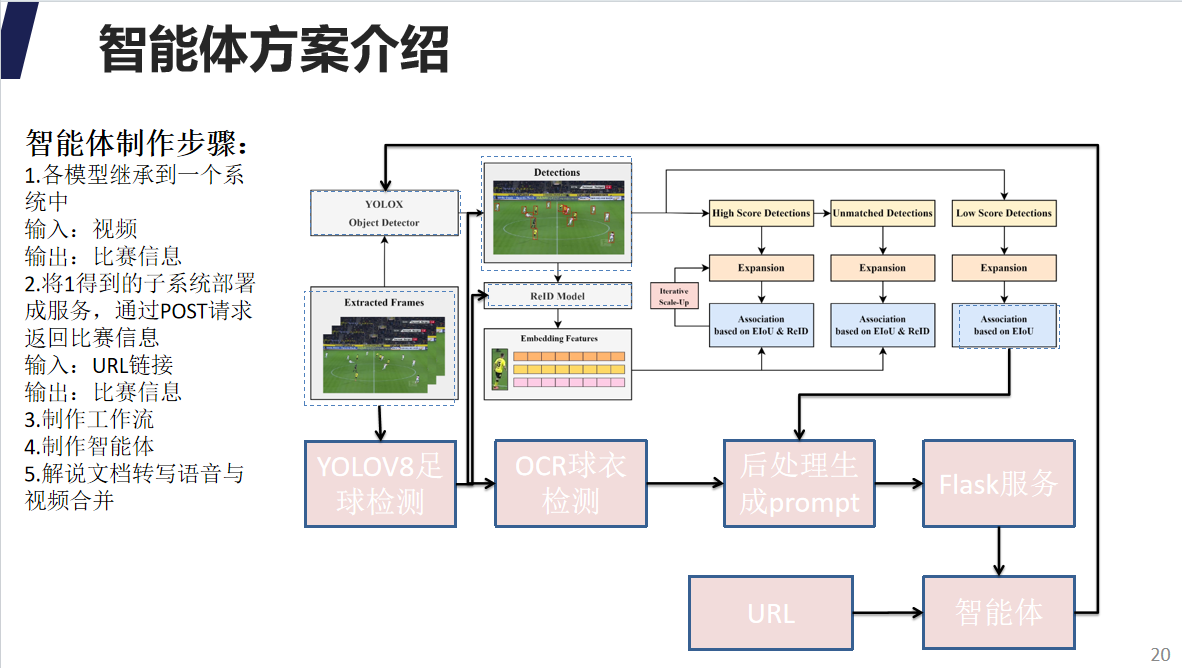 智能体方案介绍
智能体制作步骤：
1.各模型继承到一个系
统中
输入：视频
输出：比赛信息
2.将1得到的子系统部署
成服务，通过POST请求
返回比赛信息
输入：URL链接
输出：比赛信息
3.制作工作流
4.制作智能体
5.解说文档转写语音与
视频合并
YOLOX
Object Detector
Extracted Frames
Detections
ReID Model
Embedding Features
High Score Detections
Unmatched Detections
Low Score Detections
Expansion
Expansion
Expansion
Iterative
Scale-Up
Association
based on EIoU & ReID
Association
based on EIoU & ReID
Association
based on EIoU
YOLOV8足
球检测
OCR球衣
检测
后处理生
成prompt
Flask服务
URL
智能体
20